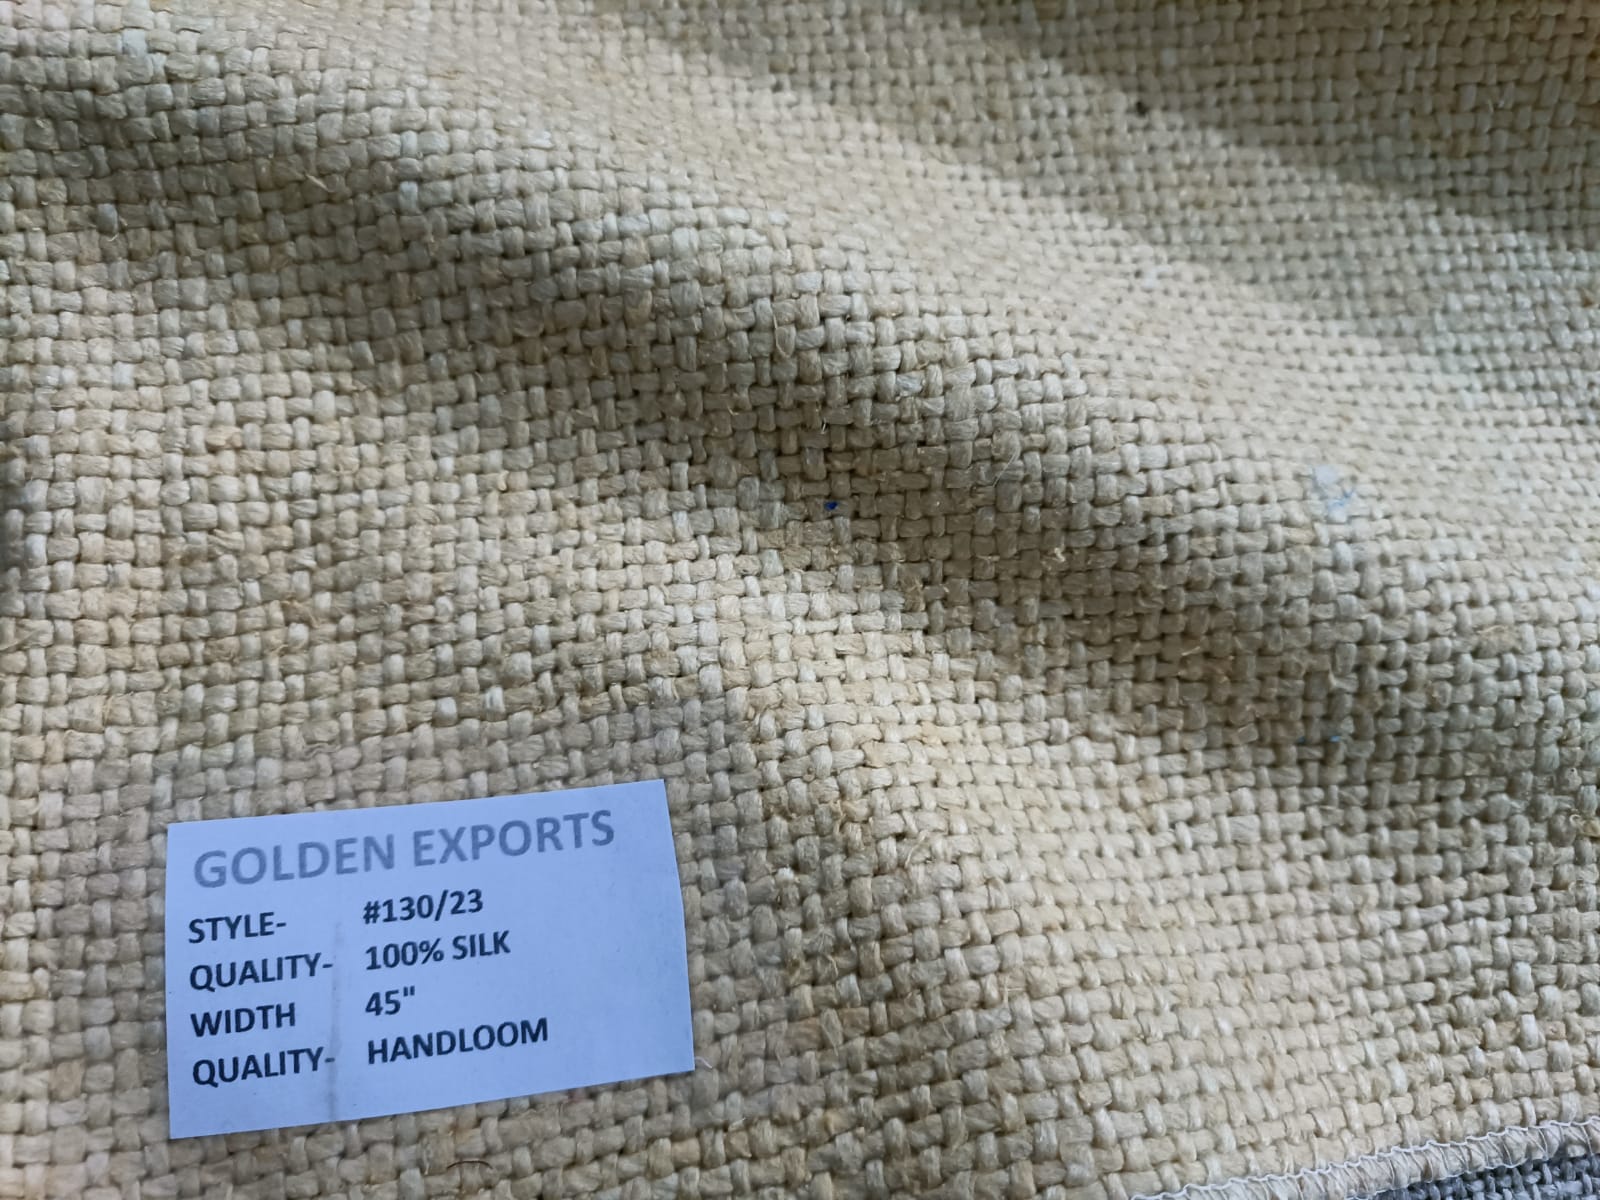 GOLDEN EXPORTS
STYLE- #130/23
QUALITY- 100% SILK
WIDTH 45"
QUALITY- HANDLOOM